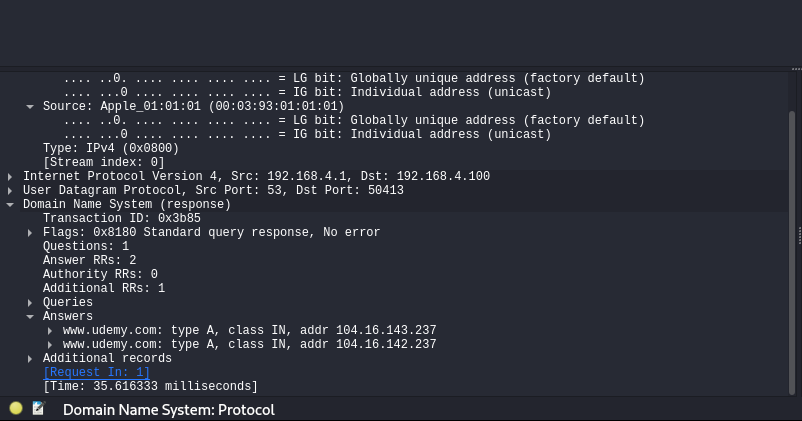 .... ..0. .... .... .... .... = LG bit: Globally unique address (factory default)
.... ...0 .... .... .... .... = IG bit: Individual address (unicast)
Source: Apple_01:01:01 (00:03:93:01:01:01)
.... ..0. .... .... .... .... = LG bit: Globally unique address (factory default)
.... ...0 .... .... .... .... = IG bit: Individual address (unicast)
Type: IPv4 (0x0800)
[Stream index: 0]
Internet Protocol Version 4, Src: 192.168.4.1, Dst: 192.168.4.100
User Datagram Protocol, Src Port: 53, Dst Port: 50413
Domain Name System (response)
Transaction ID: 0x3b85
Flags: 0x8180 Standard query response, No error
Questions: 1
Answer RRs: 2
Authority RRs: 0
Additional RRs: 1
Queries
Answers
www.udemy.com: type A, class IN, addr 104.16.143.237
www.udemy.com: type A, class IN, addr 104.16.142.237
Additional records
[Request In: 1]
[Time: 35.616333 milliseconds]
Domain Name System: Protocol